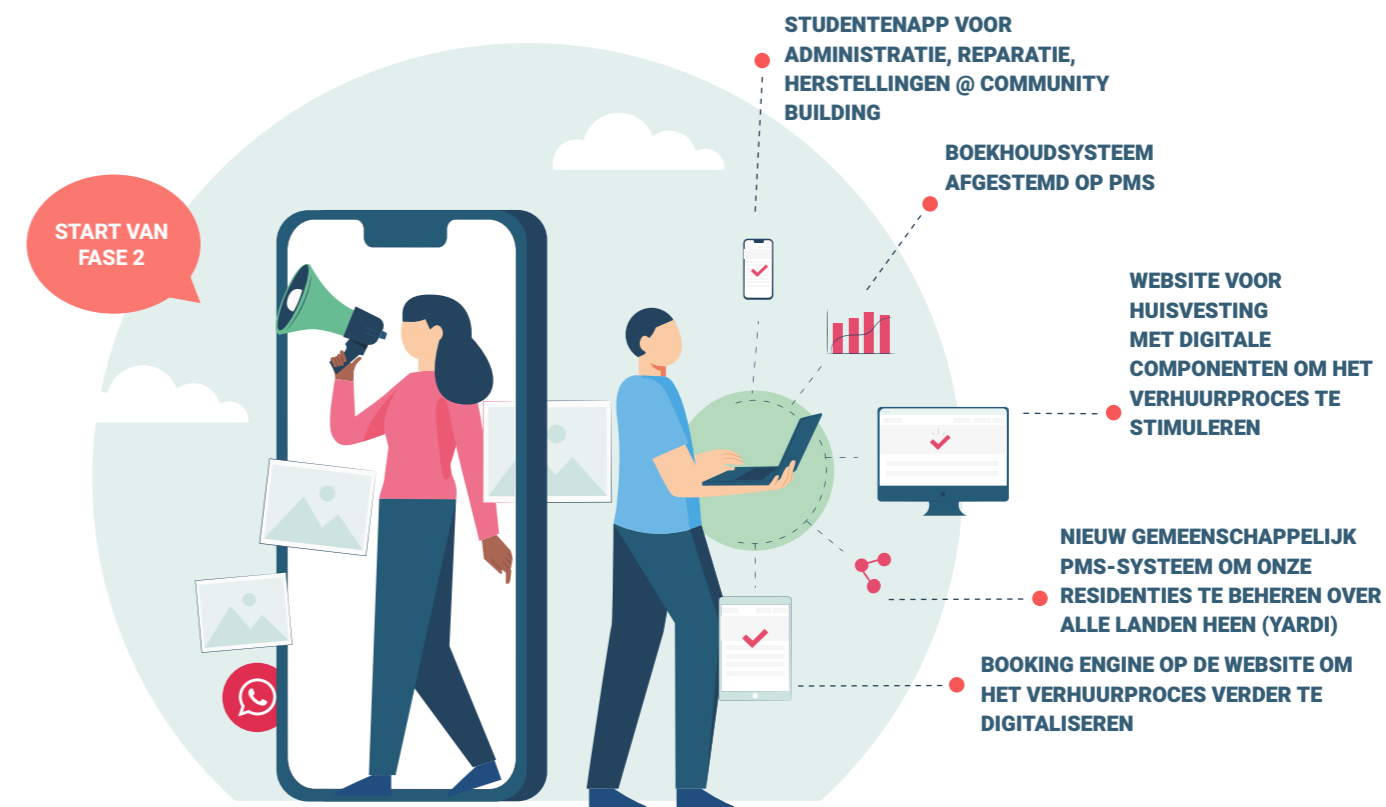 STUDENTENAPP VOOR
ADMINISTRATIE, REPARATIE,
HERSTELLINGEN @ COMMUNITY
BUILDING
BOEKHOUDSYSTEEM
AFGESTEMD OP PMS
START VAN
FASE 2
WEBSITE VOOR
HUISVESTING
MET DIGITALE
COMPONENTEN OM HET
VERHUURPROCES TE
STIMULEREN
NIEUW GEMEENSCHAPPELIJK
PMS-SYSTEEM OM ONZE
RESIDENTIES TE BEHEREN OVER
ALLE LANDEN HEEN (YARDI)
BOOKING ENGINE OP DE WEBSITE OM
HET VERHUURPROCES VERDER TE
DIGITALISEREN